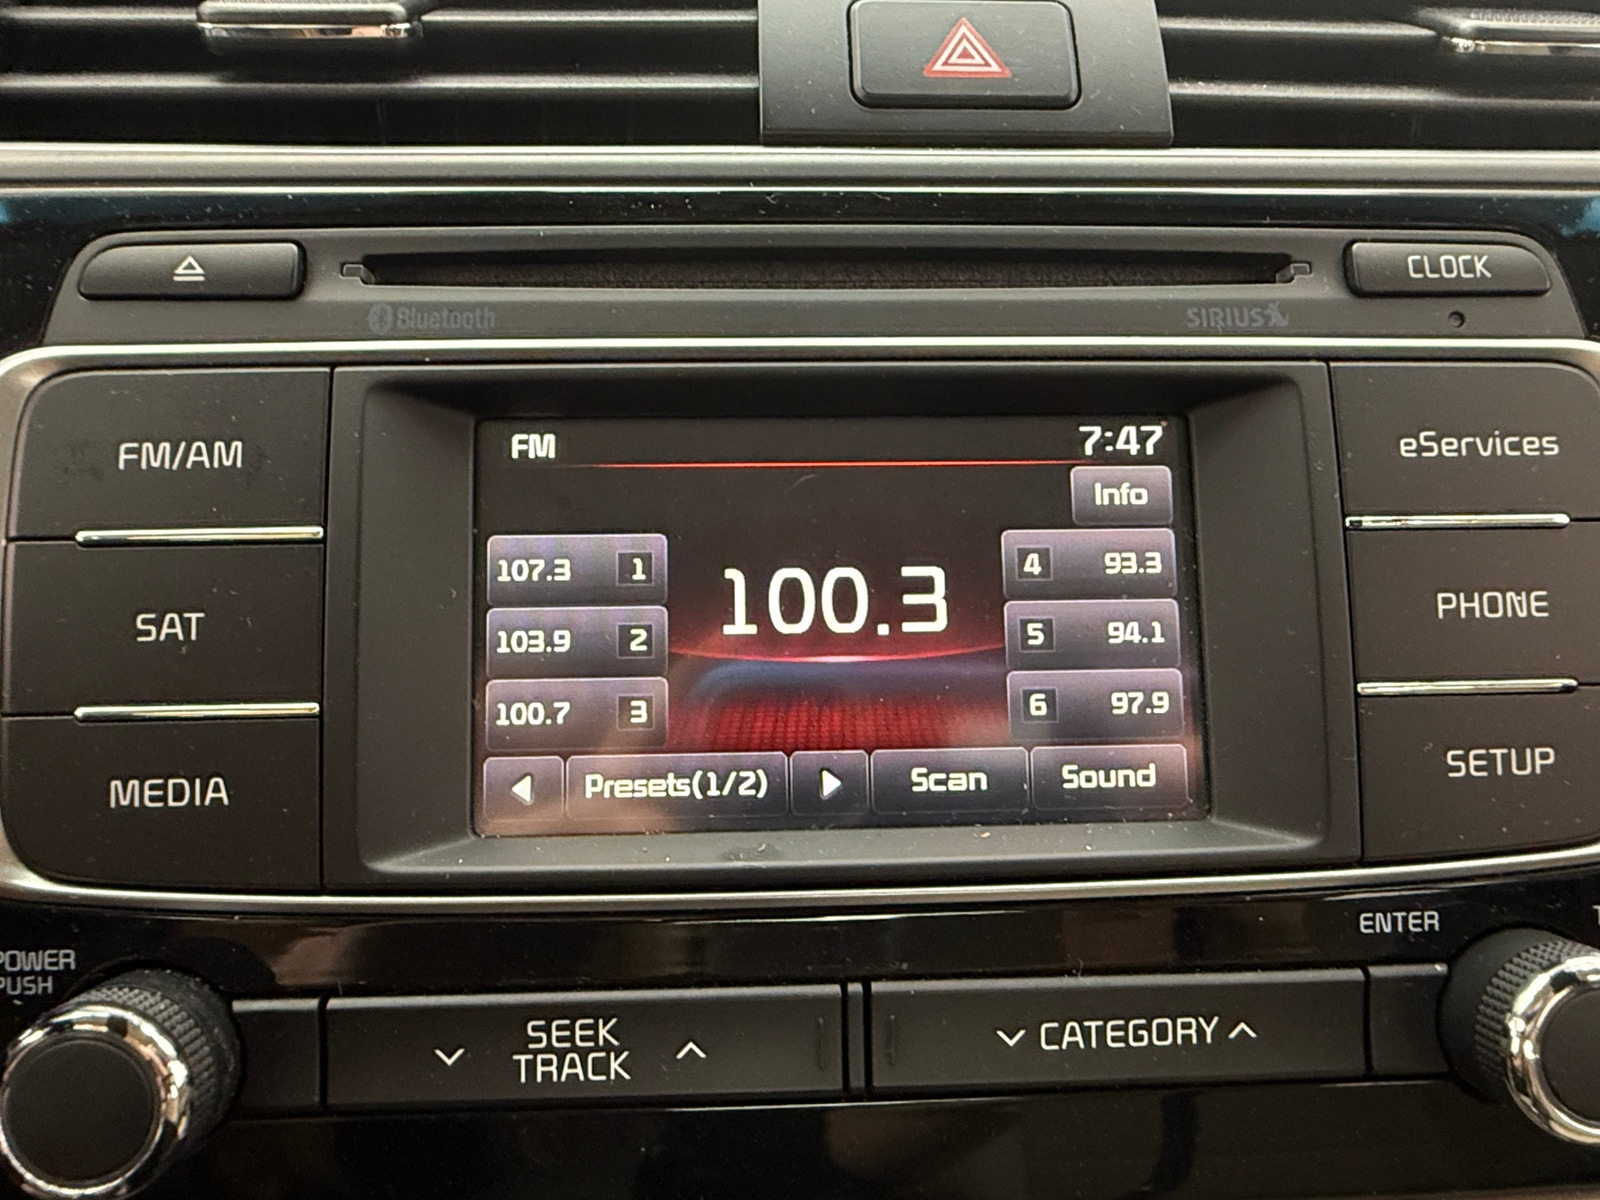 CLOCK
Bluetooth
SIRIUS
FM/AM
SAT
MEDIA
FM
7:47
Info
107.3 1
103.9 2
100.7 3
100.3
4 93.3
5 94.1
6 97.9
Presets(1/2)
Scan
Sound
eServices
PHONE
SETUP
POWER
PUSH
SEEK
TRACK
CATEGORY
ENTER